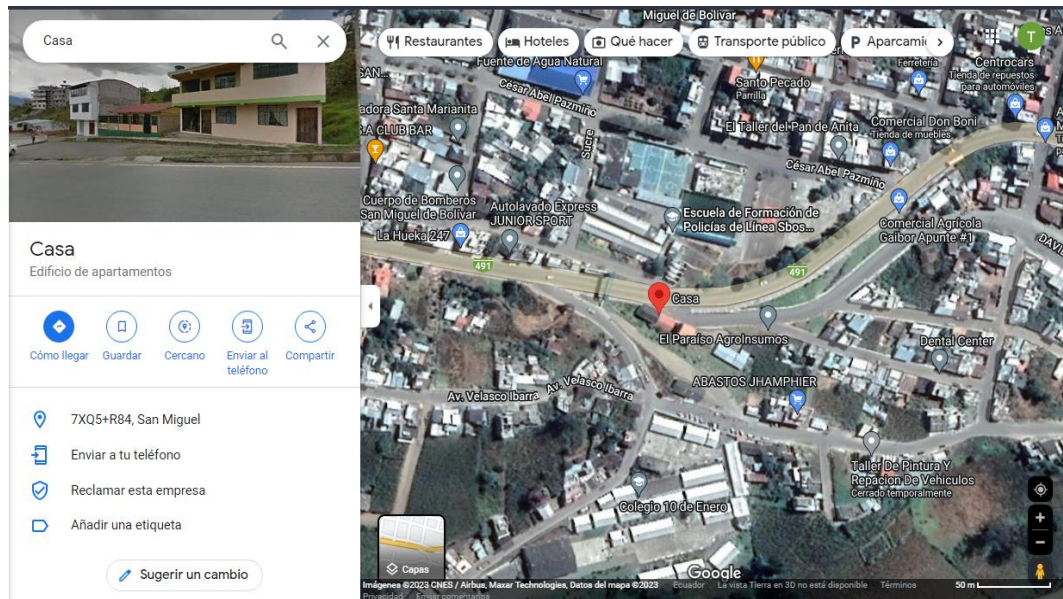 Casa
Restaurantes
Hoteles
Qué hacer
Transporte público
Casa
Edificio de apartamentos
Cómo llegar
Guardar
Cercano
Enviar al
teléfono
Compartir
7XQ5+R84, San Miguel
Enviar a tu teléfono
Reclamar esta empresa
Añadir una etiqueta
Sugerir un cambio
Miguel de Bolivar
Fuente de Agua Natural
César Abel Pazmiño
Santo Pecado
Parrilla
Ferretería
Centrocars
Tienda de repuestos
para automóviles
Santa Marianita
CLUB BAR
Sucre
El Taller del Pan de Anita
Comercial Don Boni
Tienda de muebles
César Abel Pazmiño
Cuerpo de Bomberos
San Miguel de Bolívar
Autolavado Express
JUNIOR SPORT
La Hueka 247
Escuela de Formación de
Policías de Línea Sbos...
Comercial Agrícola
Gaibor Apunte #1
491
491
Casa
El Paraíso AgroInsumos
Dental Center
Av. Velasco Ibarra
Av. Velasco Ibarra
ABASTOS JHAMPHIER
Taller De Pintura Y
Repacion De Vehiculos
Cerrado temporalmente
Colegio 10 de Enero
Capas
Google
Imágenes ©2023 CNES / Airbus, Maxar Technologies, Datos del mapa ©2023
Ecuador
La vista Tierra en 3D no está disponible
Términos
50 m
Privacidad
Enviar comentarios